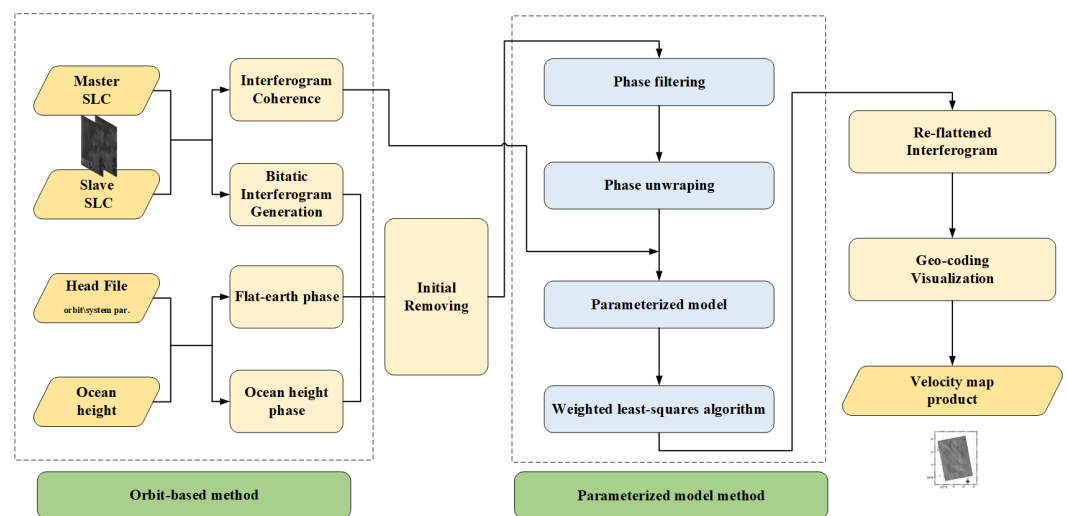 Master
SLC
Slave
SLC
Head File
orbit\system par.
Ocean
height
Interferogram
Coherence
Bitatic
Interferogram
Generation
Flat-earth phase
Ocean height
phase
Orbit-based method
Initial
Removing
Phase filtering
Phase unwraping
Parameterized model
Weighted least-squares algorithm
Parameterized model method
Re-flattened
Interferogram
Geo-coding
Visualization
Velocity map
product